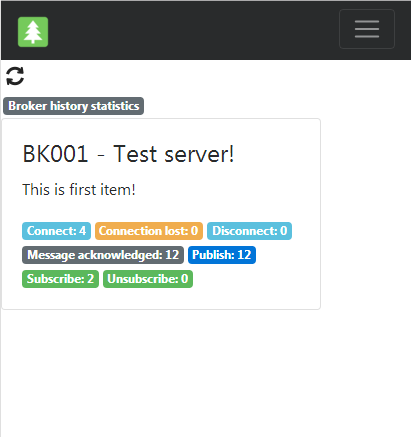 Broker history statistics
BK001 - Test server!
This is first item!
Connect: 4 Connection lost: 0 Disconnect: 0
Message acknowledged: 12 Publish: 12
Subscribe: 2 Unsubscribe: 0